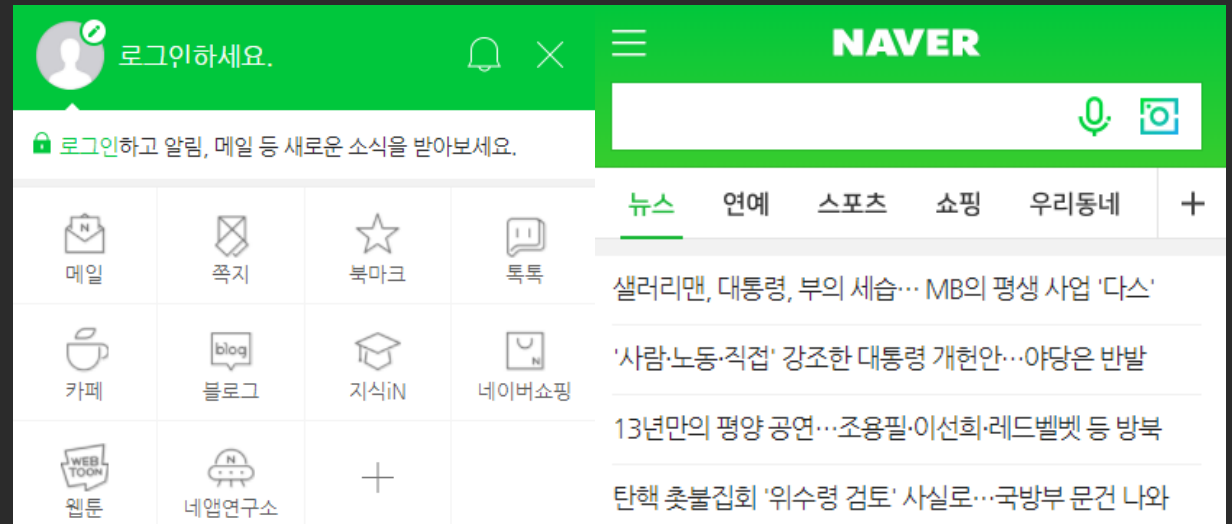 로그인하세요.
로그인하고 알림, 메일 등 새로운 소식을 받아보세요.
N
메일
쪽지
북마크
톡톡
카페
blog
블로그
지식iN
N
네이버쇼핑
WEB
TOON
웹툰
N
네앱연구소
NAVER
뉴스 연예 스포츠 쇼핑 우리동네
샐러리맨, 대통령, 부의 세습… MB의 평생 사업 '다스'
'사람·노동·직접' 강조한 대통령 개헌안…야당은 반발
13년만의 평양 공연…조용필·이선희·레드벨벳 등 방북
탄핵 촛불집회 '위수령 검토' 사실로…국방부 문건 나와